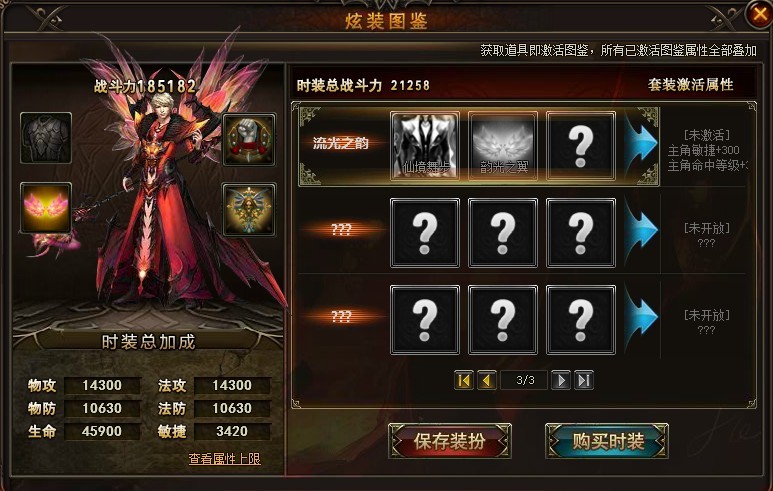 炫装图鉴
获取道具即激活图鉴，所有已激活图鉴属性全部叠加
战斗力185182
时装总加成
物攻 14300 法攻 14300
物防 10630 法防 10630
生命 45900 敏捷 3420
查看属性上限
时装总战斗力 21258 套装激活属性
流光之韵 仙境舞步 韵光之翼 ? [未激活]
主角敏捷+300
主角命中等级+3
??? ? ? ? [未开放]
???
??? ? ? ? [未开放]
???
3/3
保存装扮 购买时装